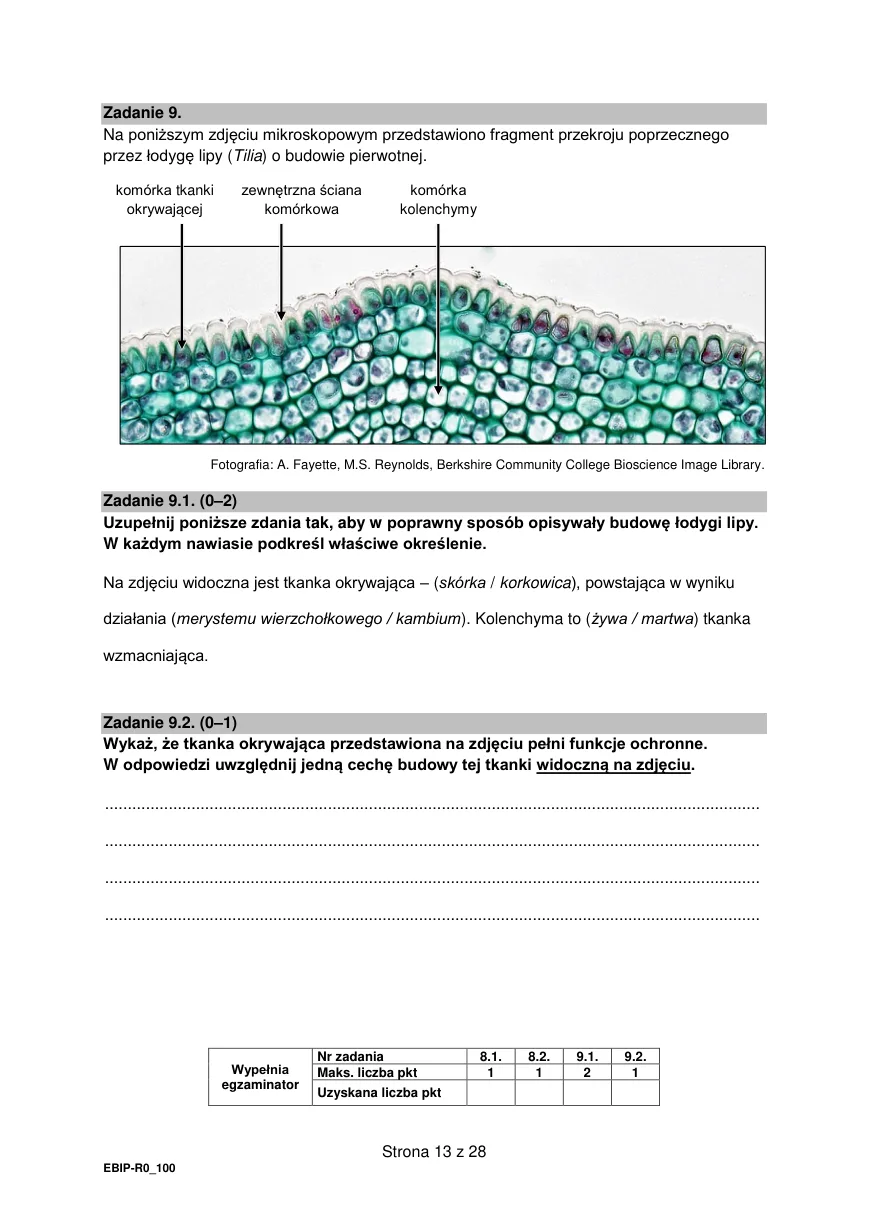 Zadanie 9.
Na poniższym zdjęciu mikroskopowym przedstawiono fragment przekroju poprzecznego
przez łodygę lipy (Tilia) o budowie pierwotnej.
komórka tkanki
okrywającej
zewnętrzna ściana
komórkowa
komórka
kolenchymy
Fotografia: A. Fayette, M.S. Reynolds, Berkshire Community College Bioscience Image Library.
Zadanie 9.1. (0–2)
Uzupełnij poniższe zdania tak, aby w poprawny sposób opisywały budowę łodygi lipy.
W każdym nawiasie podkreśl właściwe określenie.
Na zdjęciu widoczna jest tkanka okrywająca – (skórka / korkowica), powstająca w wyniku
działania (merystemu wierzchołkowego / kambium). Kolenchyma to (żywa / martwa) tkanka
wzmacniająca.
Zadanie 9.2. (0–1)
Wykaż, że tkanka okrywająca przedstawiona na zdjęciu pełni funkcje ochronne.
W odpowiedzi uwzględnij jedną cechę budowy tej tkanki widoczną na zdjęciu.
Wypełnia
egzaminator
Nr zadania 8.1. 8.2. 9.1. 9.2.
Maks. liczba pkt 1 1 2 1
Uzyskana liczba pkt
Strona 13 z 28
EBIP-R0_100